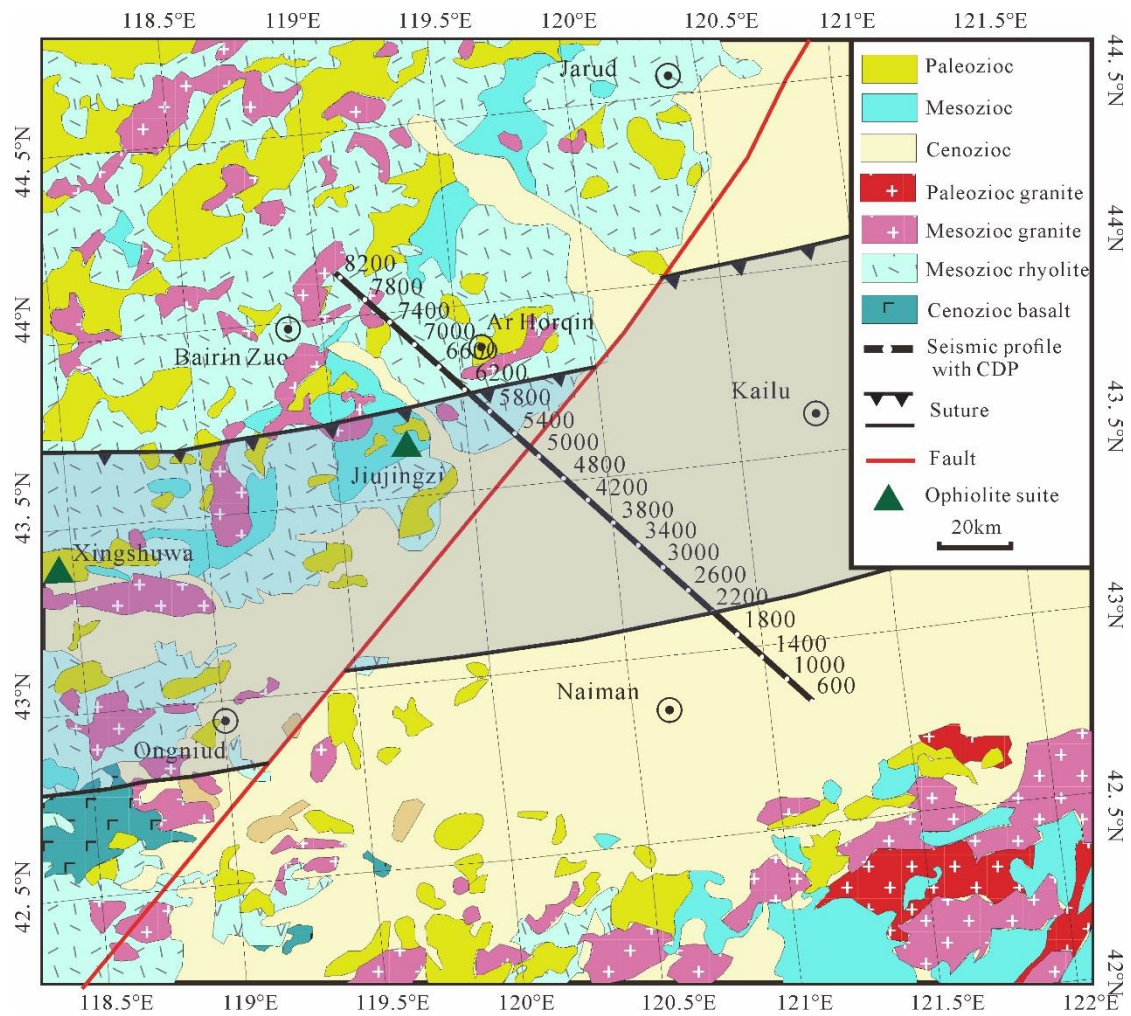 118.5°E 119°E 119.5°E 120°E 120.5°E 121°E 121.5°E
44.5°N
44°N
43.5°N
43°N
42.5°N
44.5°N
44°N
43.5°N
43°N
42.5°N
42°N
Jarud
8200
7800
7400
7000
6600
6200
5800
5400
5000
4800
4200
3800
3400
3000
2600
2200
1800
1400
1000
600
Ar Horqin
Bairin Zuo
Kailu
Jiujingzi
Xingshuwa
Naiman
Ongniud
Paleozioc
Mesozioc
Cenozioc
Paleozioc granite
Mesozioc granite
Mesozioc rhyolite
Cenozioc basalt
Seismic profile
with CDP
Suture
Fault
Ophiolite suite
20km
118.5°E 119°E 119.5°E 120°E 120.5°E 121°E 121.5°E 122°E